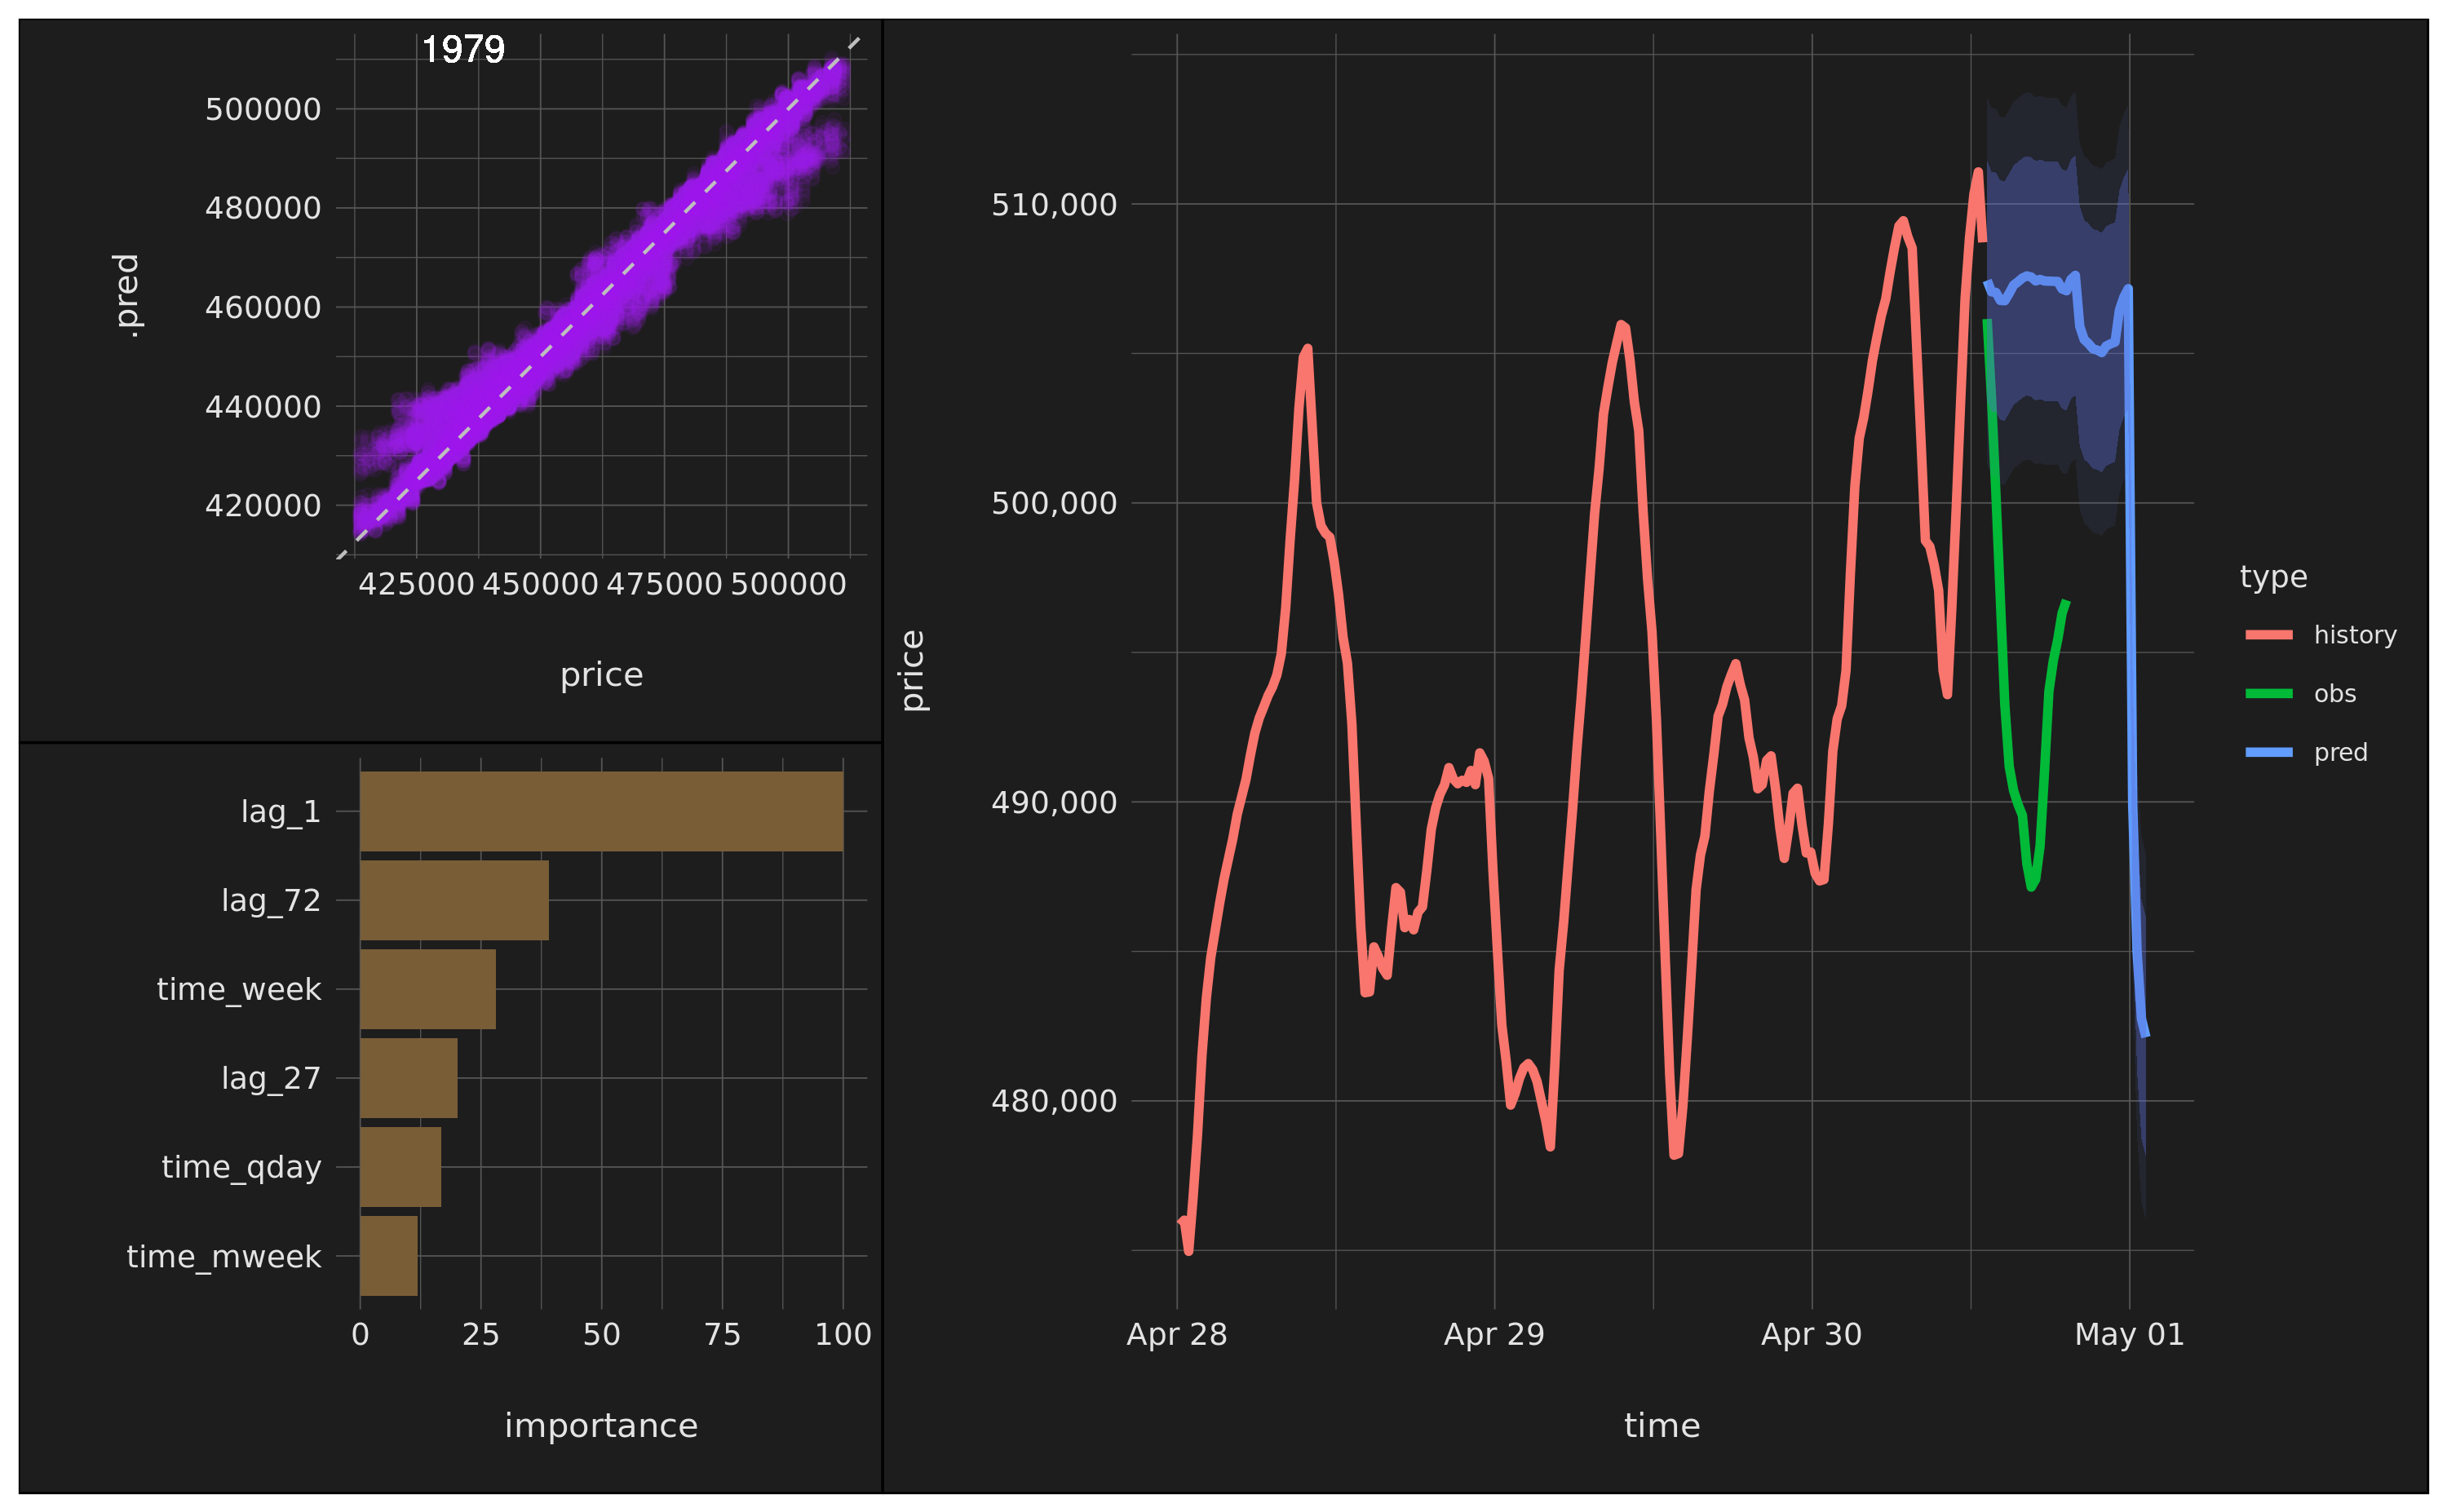 1979
.pred
500000
480000
460000
440000
420000
425000 450000 475000 500000
price
lag_1
lag_72
time_week
lag_27
time_qday
time_mweek
0 25 50 75 100
importance
price
510,000
500,000
490,000
480,000
Apr 28 Apr 29 Apr 30 May 01
time
type
history
obs
pred